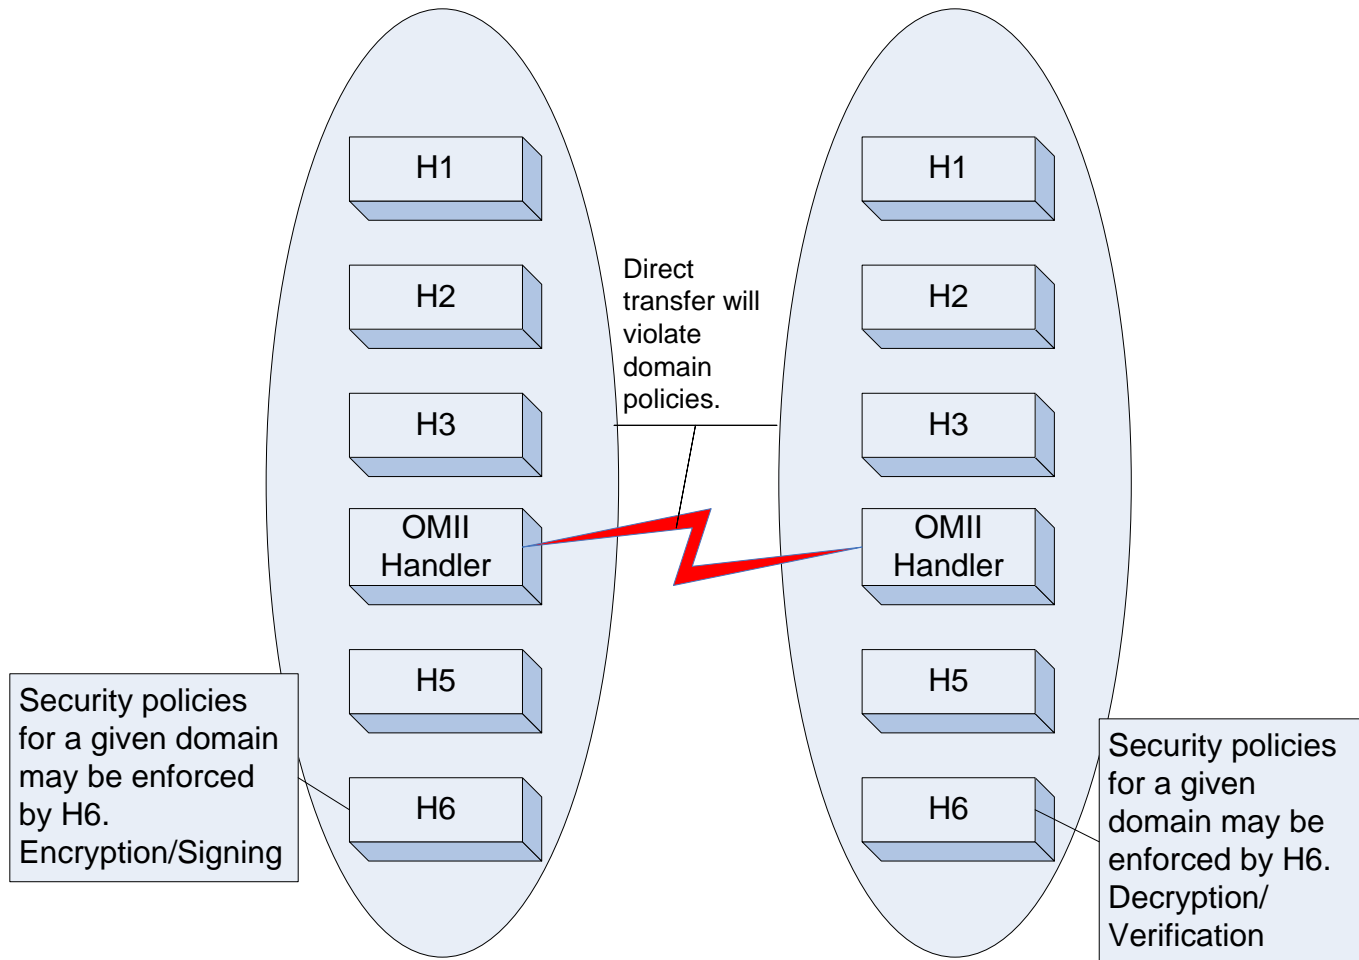 H1
H2
H3
OMII
Handler
H5
H6
Security policies
for a given domain
may be enforced
by H6.
Encryption/Signing
Direct
transfer will
violate
domain
policies.
H1
H2
H3
OMII
Handler
H5
H6
Security policies
for a given
domain may be
enforced by H6.
Decryption/
Verification